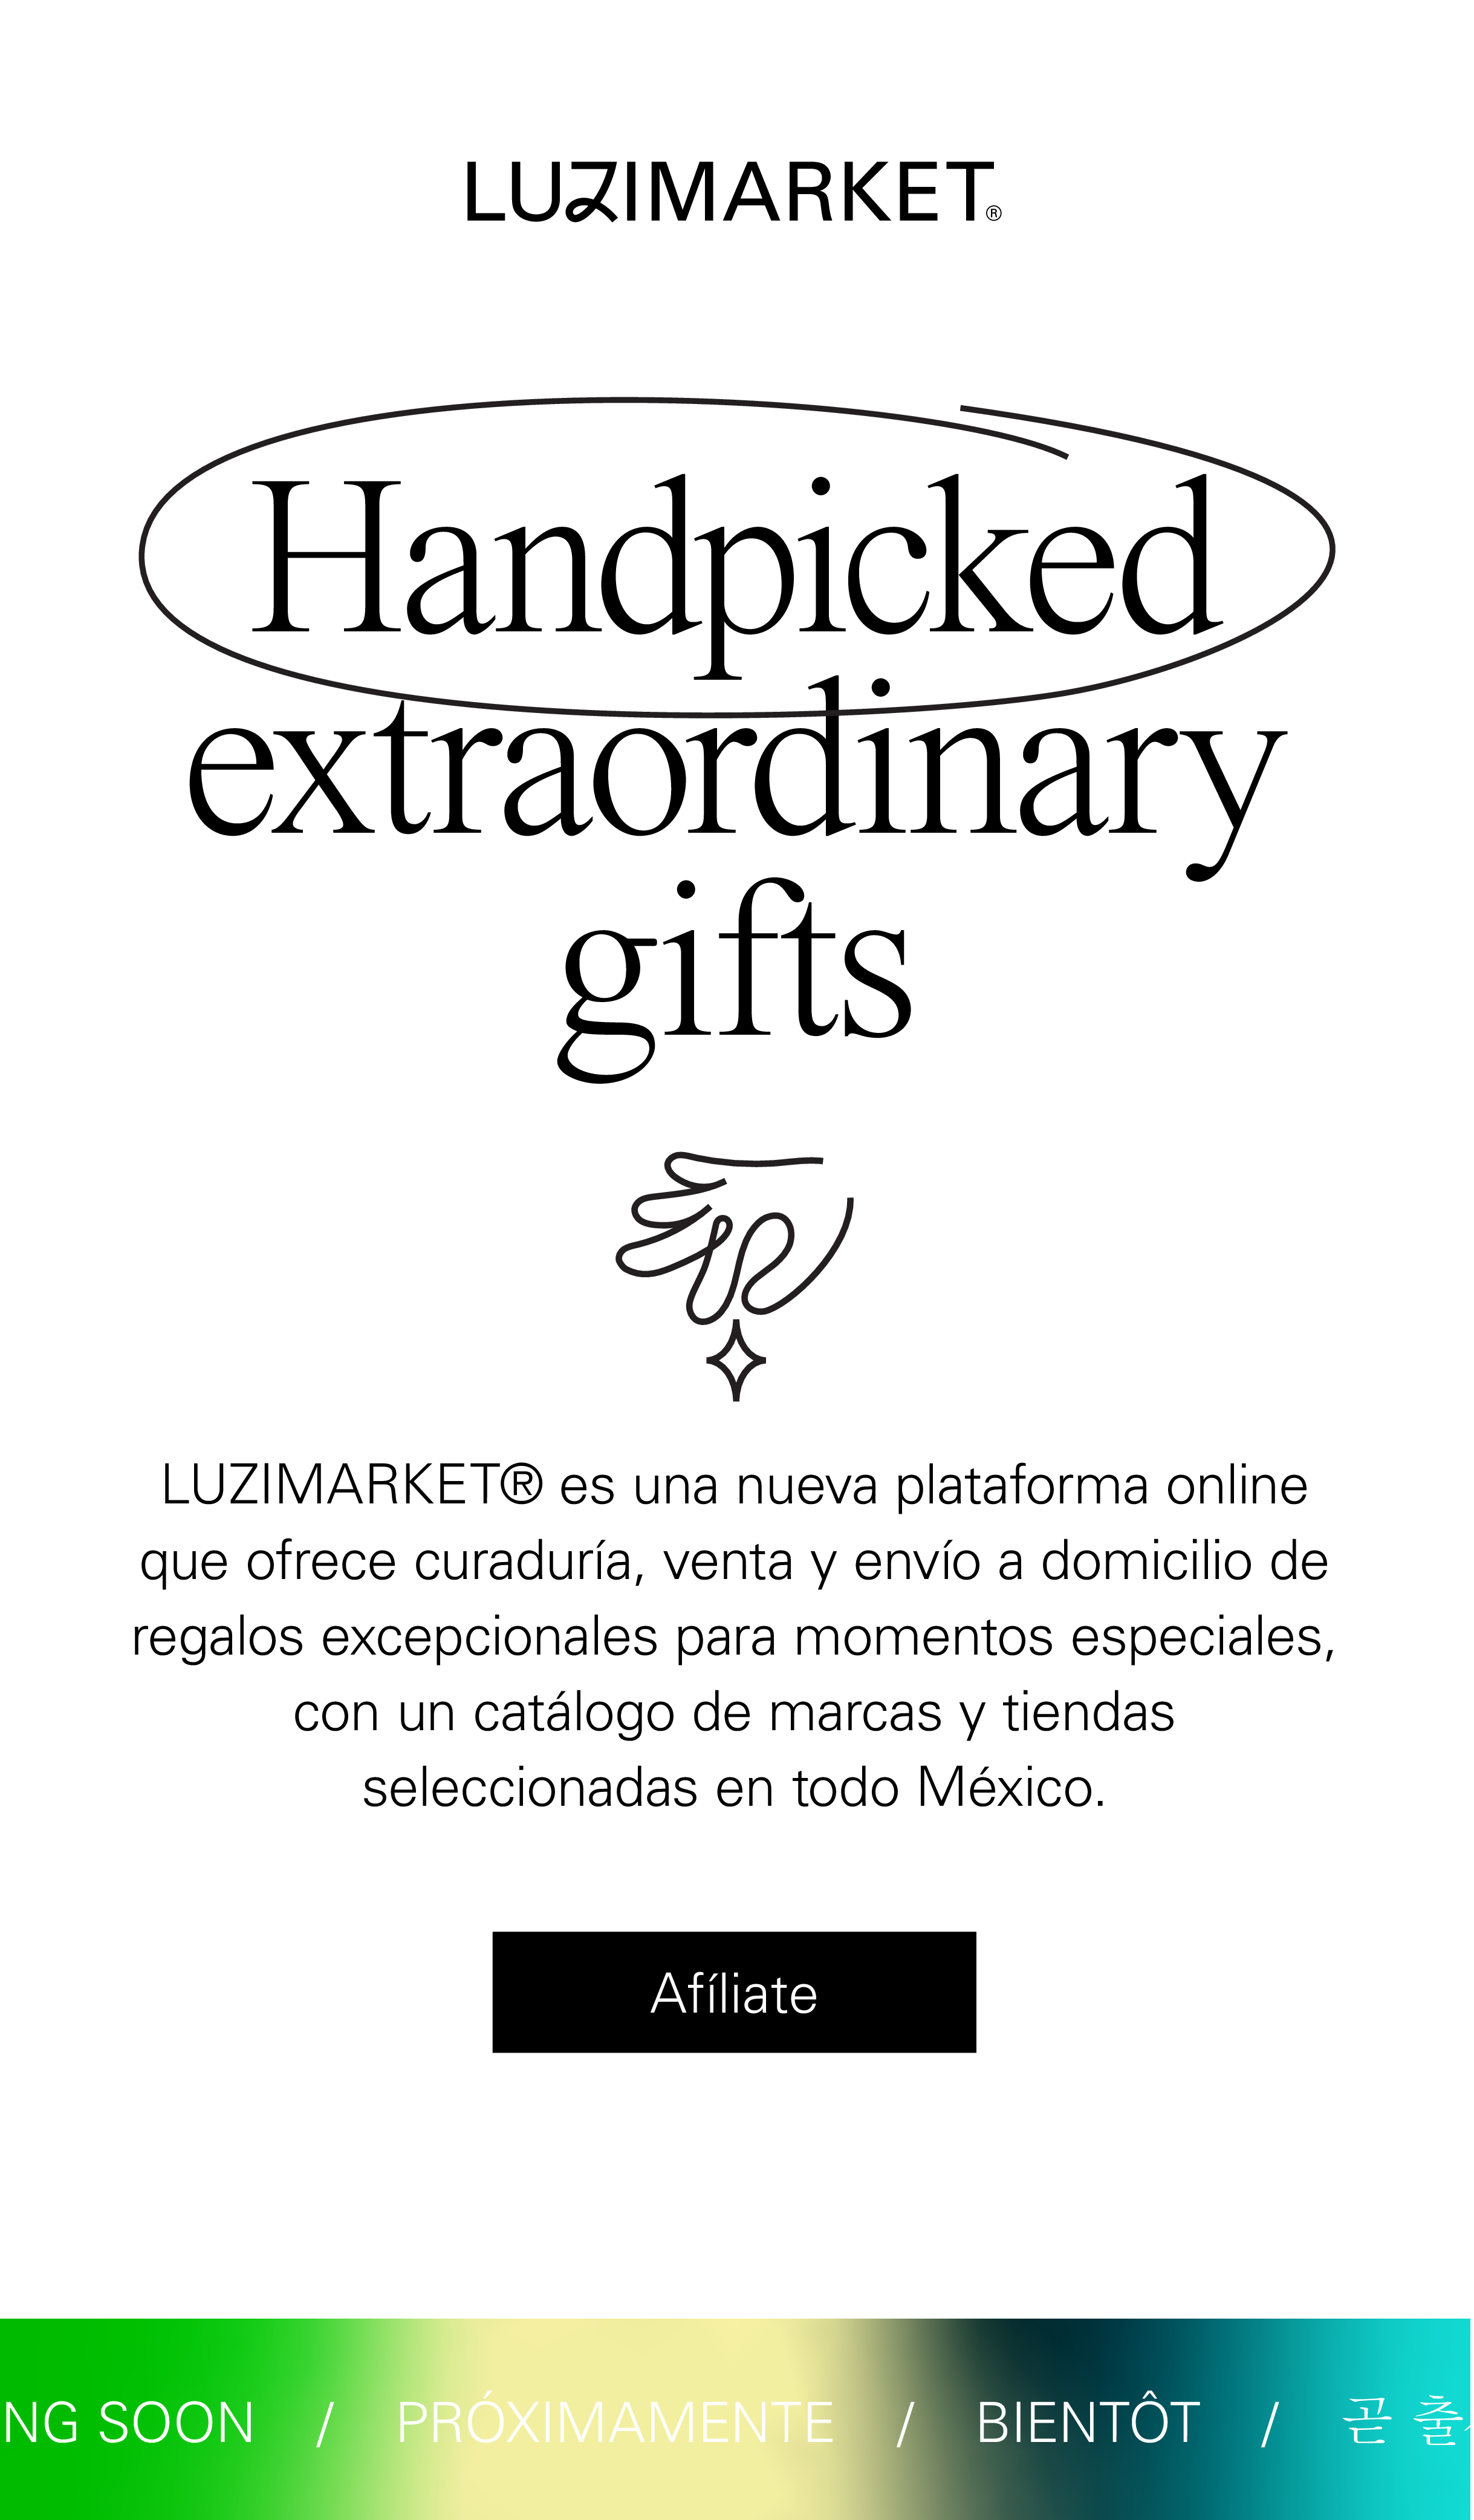 LUZIMARKET®
Handpicked
extraordinary
gifts
LUZIMARKET® es una nueva plataforma online
que ofrece curaduría, venta y envío a domicilio de
regalos excepcionales para momentos especiales,
con un catálogo de marcas y tiendas
seleccionadas en todo México.
Afíliate
NG SOON / PRÓXIMAMENTE / BIENTÔT / 곧 출